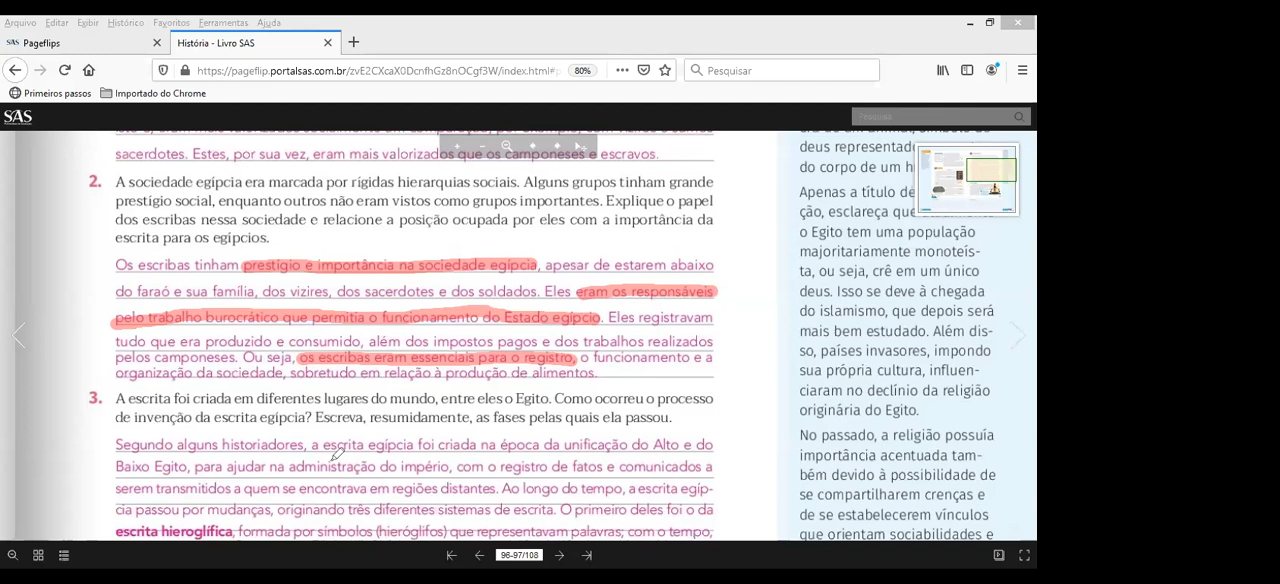 Arquivo Editar Exibir Histórico Favoritos Ferramentas Ajuda
SAS Pageflips
História - Livro SAS
https://pageflip.portalsas.com.br/zvE2CXcaX0DcnfhGz8nOCgf3W/index.html#p
80%
Pesquisar
Primeiros passos Importado do Chrome
SAS
Pesquisa
sacerdotes. Estes, por sua vez, eram mais valorizados que os camponeses e escravos.
2. A sociedade egípcia era marcada por rígidas hierarquias sociais. Alguns grupos tinham grande
prestígio social, enquanto outros não eram vistos como grupos importantes. Explique o papel
dos escribas nessa sociedade e relacione a posição ocupada por eles com a importância da
escrita para os egípcios.
Os escribas tinham prestígio e importância na sociedade egípcia, apesar de estarem abaixo
do faraó e sua família, dos vizires, dos sacerdotes e dos soldados. Eles eram os responsáveis
pelo trabalho burocrático que permitia o funcionamento do Estado egípcio. Eles registravam
tudo que era produzido e consumido, além dos impostos pagos e dos trabalhos realizados
pelos camponeses. Ou seja, os escribas eram essenciais para o registro, o funcionamento e a
organização da sociedade, sobretudo em relação à produção de alimentos.
3. A escrita foi criada em diferentes lugares do mundo, entre eles o Egito. Como ocorreu o processo
de invenção da escrita egípcia? Escreva, resumidamente, as fases pelas quais ela passou.
Segundo alguns historiadores, a escrita egípcia foi criada na época da unificação do Alto e do
Baixo Egito, para ajudar na administração do império, com o registro de fatos e comunicados a
serem transmitidos a quem se encontrava em regiões distantes. Ao longo do tempo, a escrita egíp-
cia passou por mudanças, originando três diferentes sistemas de escrita. O primeiro deles foi o da
escrita hieroglífica, formada por símbolos (hieróglifos) que representavam palavras; com o tempo,
deus representad
do corpo de um h
Apenas a título de
ção, esclareça que
o Egito tem uma população
majoritariamente monoteís-
ta, ou seja, crê em um único
deus. Isso se deve à chegada
do islamismo, que depois será
mais bem estudado. Além dis-
so, países invasores, impondo
sua própria cultura, influen-
ciaram no declínio da religião
originária do Egito.
No passado, a religião possuía
importância acentuada tam-
bém devido à possibilidade de
se compartilharem crenças e
de se estabelecerem vínculos
que orientam sociabilidades e
96-97/108